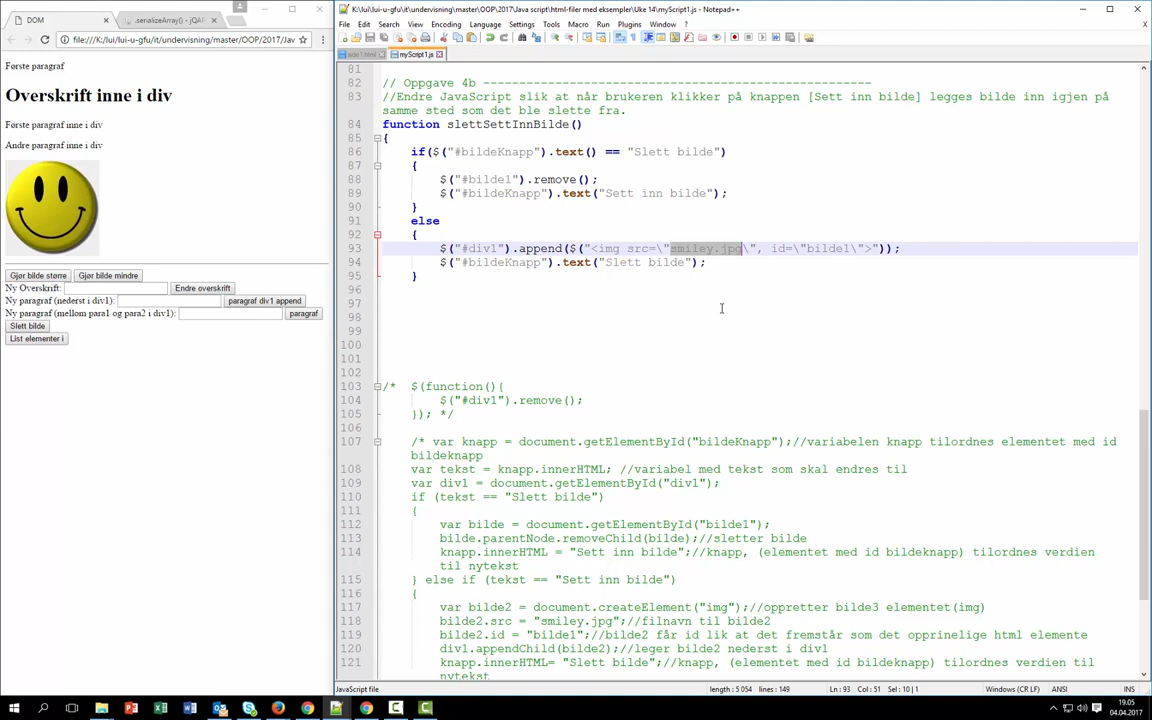 DOM
.serializeArray() – jQA
file:///K:/lui/lui-u-gfu/it/undervisning/master/OOP/2017/Jav
Første paragraf
Overskrift inne i div
Første paragraf inne i div
Andre paragraf inne i div
Gjør bilde større
Gjør bilde mindre
Ny Overskrift:
Endre overskrift
Ny paragraf (nederst i div1):
paragraf div1 append
Ny paragraf (mellom para1 og para2 i div1):
paragraf
Slett bilde
List elementer i
K:\lui\lui-u-gfu\it\undervisning\master\OOP\2017\Java script\html-filer med eksempler\Uke 14\myScript1.js - Notepad++
File Edit Search View Encoding Language Settings Tools Macro Run Plugins Window ?
myScript1.js
81
82 // Oppgave 4b ------------------------------------------------------
83 //Endre JavaScript slik at når brukeren klikker på knappen [Sett inn bilde] legges bilde inn igjen på
samme sted som det ble slette fra.
84 function slettSettInnBilde()
85 {
86 if($("#bildeKnapp").text() == "Slett bilde")
87 {
88 $("#bilde1").remove();
89 $("#bildeKnapp").text("Sett inn bilde");
90 }
91 else
92 {
93 $("#div1").append($("<img src=\"smiley.jpg\", id=\"bilde1\">"));
94 $("#bildeKnapp").text("Slett bilde");
95 }
96
97
98
99
100
101
102
103 /* $(function(){
104 $("#div1").remove();
105 }); */
106
107 /* var knapp = document.getElementById("bildeKnapp");//variabelen knapp tilordnes elementet med id
bildeknapp
108 var tekst = knapp.innerHTML; //variabel med tekst som skal endres til
109 var div1 = document.getElementById("div1");
110 if (tekst == "Slett bilde")
111 {
112 var bilde = document.getElementById("bilde1");
113 bilde.parentNode.removeChild(bilde);//sletter bilde
114 knapp.innerHTML = "Sett inn bilde";//knapp, (elementet med id bildeknapp) tilordnes verdien
til nytekst
115 } else if (tekst == "Sett inn bilde")
116 {
117 var bilde2 = document.createElement("img");//oppretter bilde3 elementet(img)
118 bilde2.src = "smiley.jpg";//filnavn til bilde2
119 bilde2.id = "bilde1";//bilde2 får id lik at det fremstår som det opprinelige html elemente
120 div1.appendChild(bilde2);//leger bilde2 nederst i div1
121 knapp.innerHTML= "Slett bilde";//knapp, (elementet med id bildeknapp) tilordnes verdien til
nytekst
JavaScript file
length : 5 054 lines : 149
Ln : 93 Col : 51 Sel : 10 | 1
Windows (CR LF)
ANSI
INS
19.05
04.04.2017